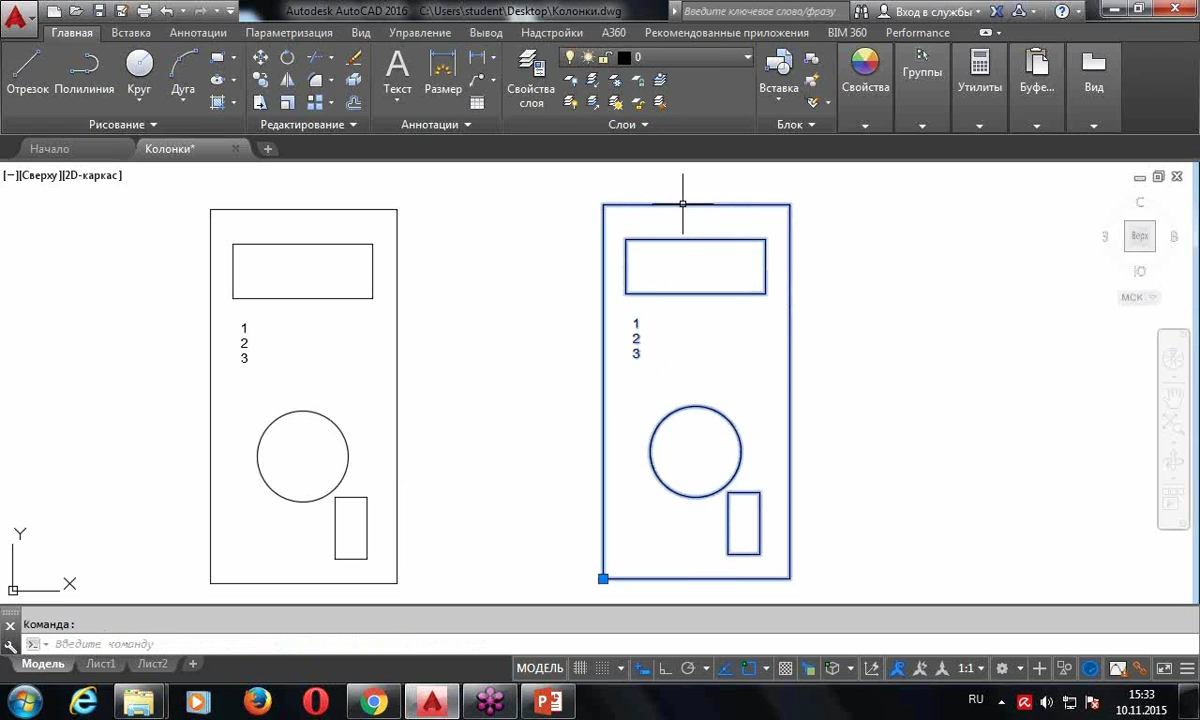 Autodesk AutoCAD 2016 C:\Users\student\Desktop\Колонки.dwg
Введите ключевое слово/фразу
Вход в службы
Главная Вставка Аннотации Параметризация Вид Управление Вывод Надстройки A360 Рекомендованные приложения BIM 360 Performance
0
Отрезок Полилиния Круг Дуга Текст Размер Свойства слоя Вставка Свойства Группы Утилиты Буфе... Вид
Рисование Редактирование Аннотации Слои Блок
Начало Колонки*
[−][Сверху][2D-каркас]
С
З Верх В
Ю
МСК
1
2
3
1
2
3
Y
X
Команда:
Введите команду
Модель Лист1 Лист2
МОДЕЛЬ 1:1
RU
15:33
10.11.2015